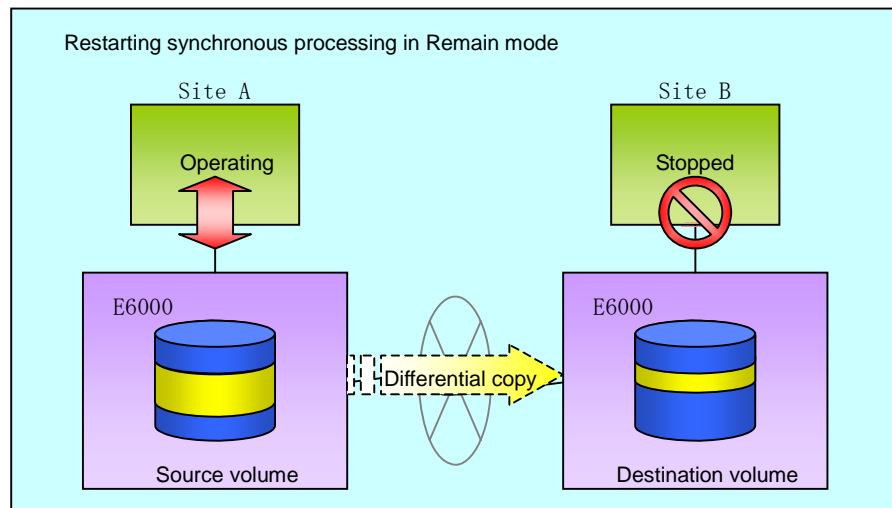 Restarting synchronous processing in Remain mode
Site A
Site B
Operating
Stopped
E6000
E6000
Differential copy
Source volume
Destination volume